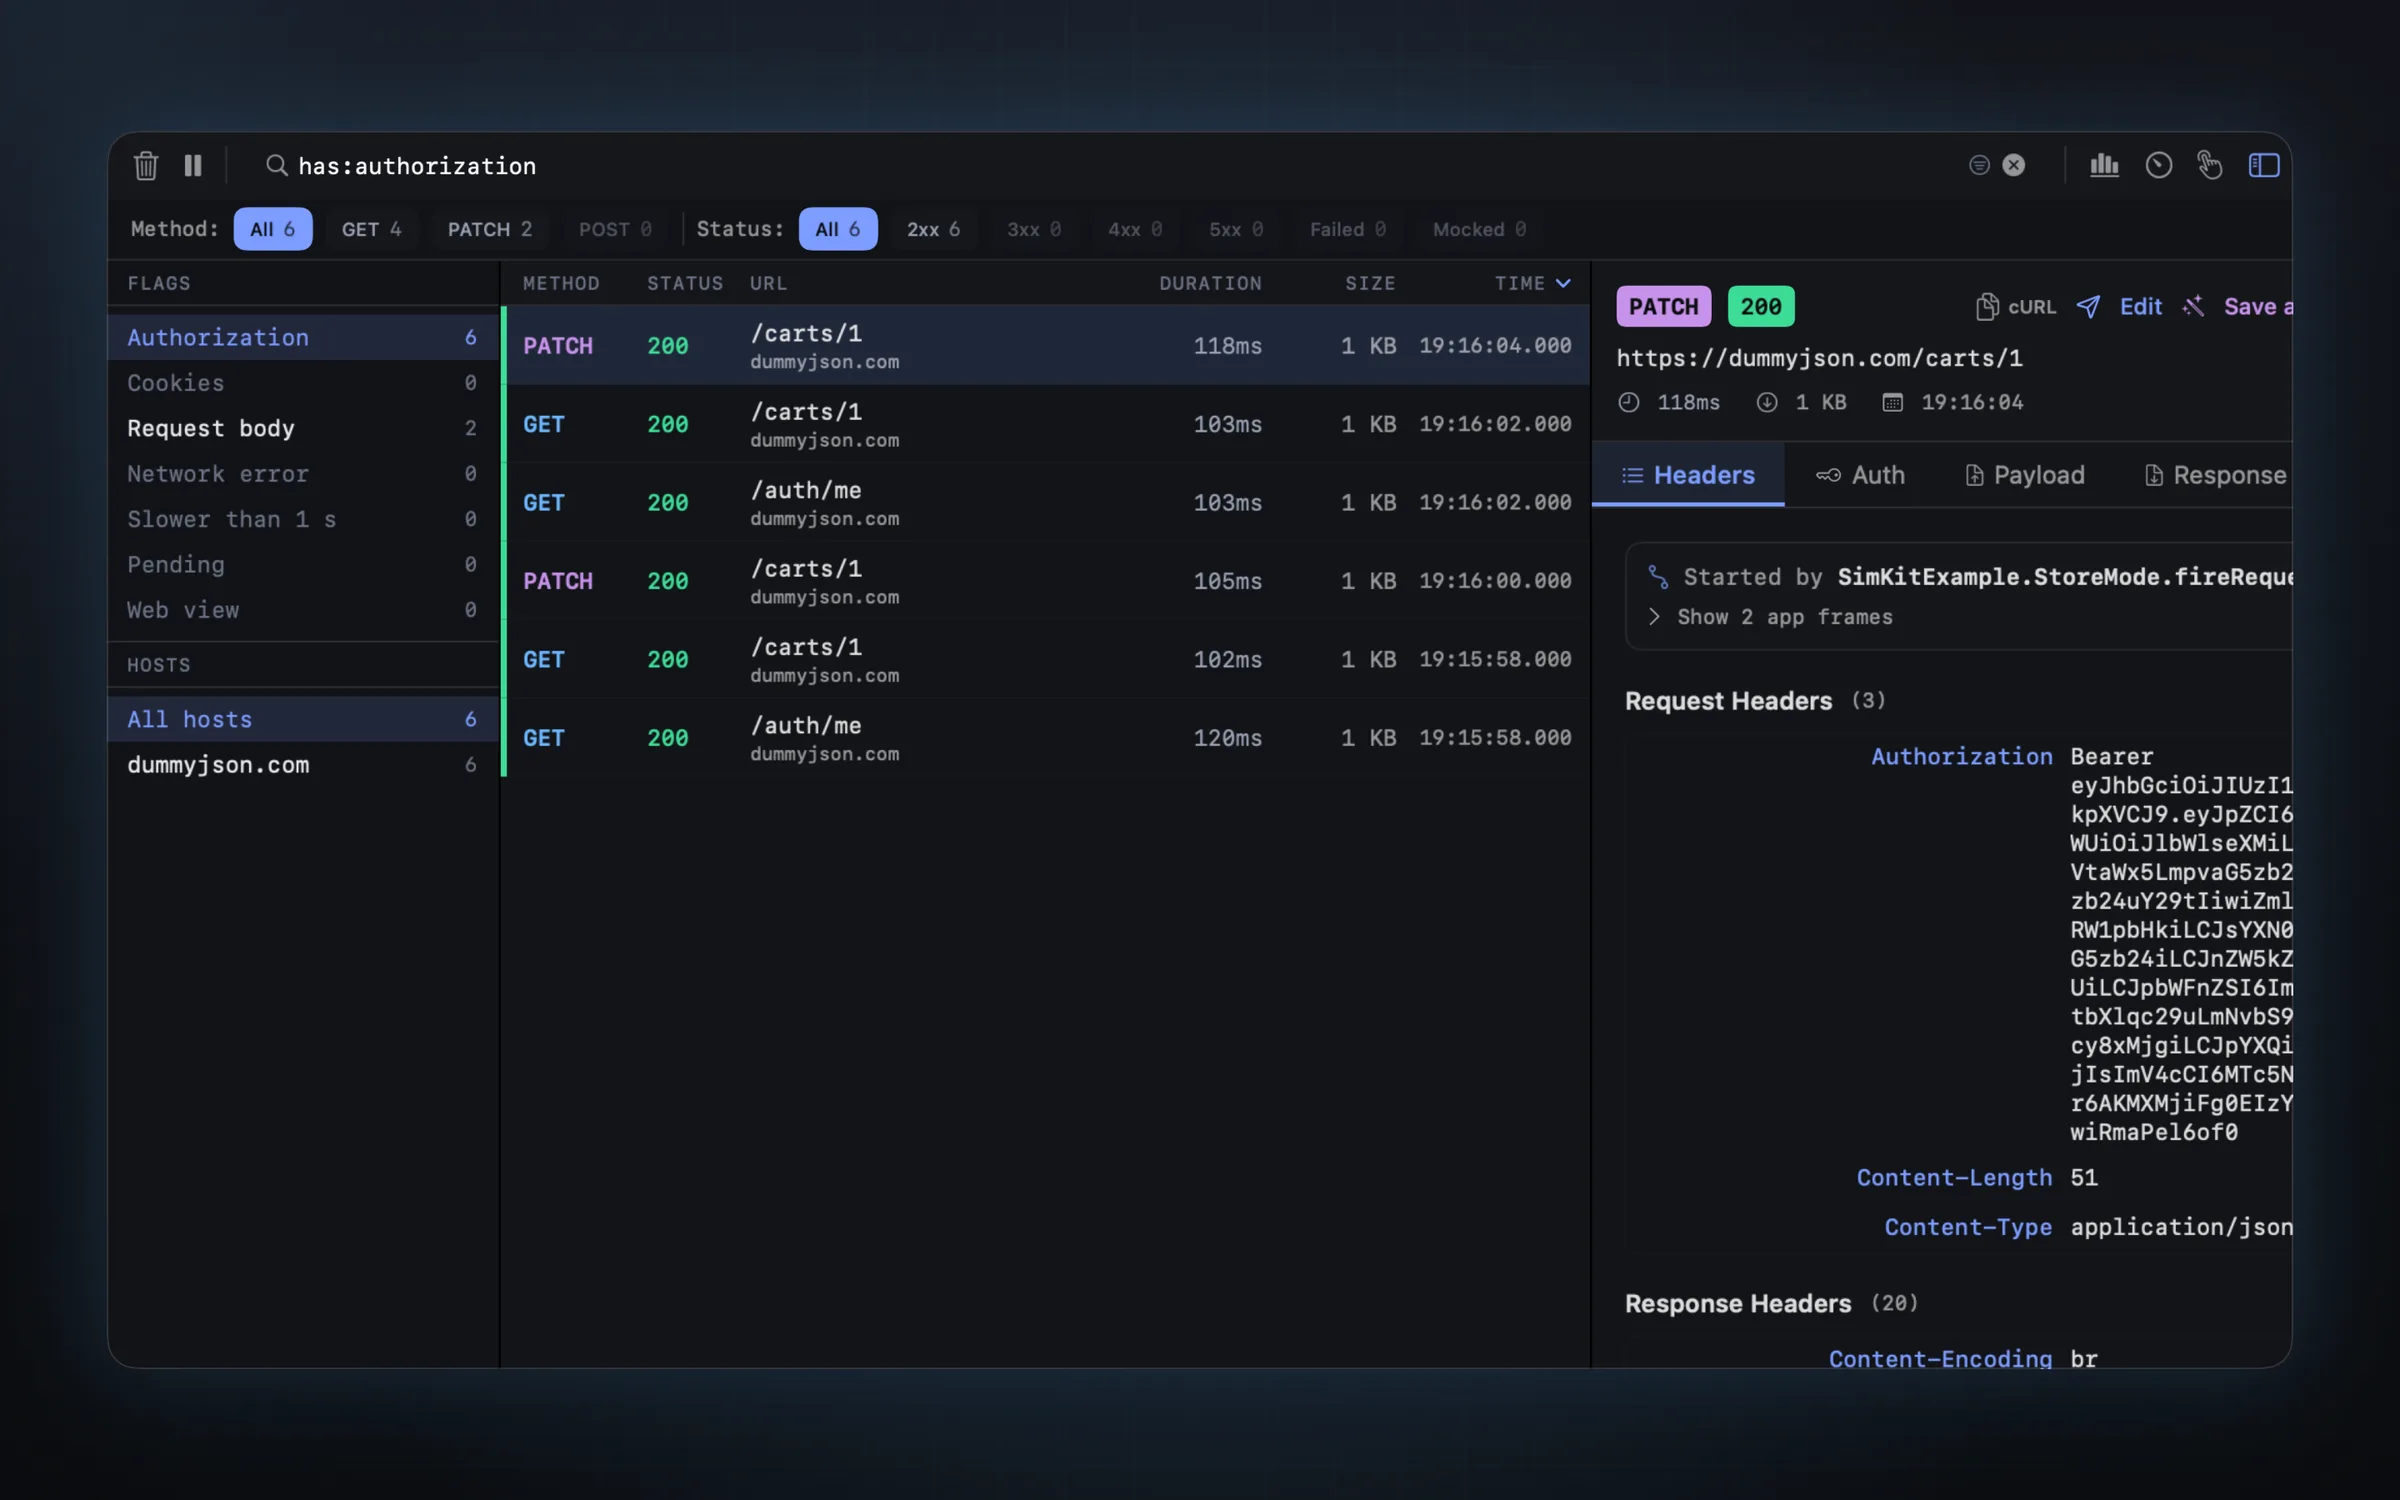 has:authorization
Method: All 6 GET 4 PATCH 2 POST 0 Status: All 6 2xx 6 3xx 0 4xx 0 5xx 0 Failed 0 Mocked 0
FLAGS
Authorization 6
Cookies 0
Request body 2
Network error 0
Slower than 1 s 0
Pending 0
Web view 0
HOSTS
All hosts 6
dummyjson.com 6
METHOD STATUS URL DURATION SIZE TIME
PATCH 200 /carts/1 118ms 1 KB 19:16:04.000
dummyjson.com
GET 200 /carts/1 103ms 1 KB 19:16:02.000
dummyjson.com
GET 200 /auth/me 103ms 1 KB 19:16:02.000
dummyjson.com
PATCH 200 /carts/1 105ms 1 KB 19:16:00.000
dummyjson.com
GET 200 /carts/1 102ms 1 KB 19:15:58.000
dummyjson.com
GET 200 /auth/me 120ms 1 KB 19:15:58.000
dummyjson.com
PATCH 200 cURL Edit Save a
https://dummyjson.com/carts/1
118ms 1 KB 19:16:04
Headers Auth Payload Response
Started by SimKitExample.StoreMode.fireReque
Show 2 app frames
Request Headers (3)
Authorization Bearer
eyJhbGciOiJIUzI1
kpXVCJ9.eyJpZCI6
WUiOiJlbWlseXMiL
VtaWx5LmpvaG5zb2
zb24uY29tIiwiZml
RW1pbHkiLCJsYXN0
G5zb24iLCJnZW5kZ
UiLCJpbWFnZSI6Im
tbXlqc29uLmNvbS9
cy8xMjgiLCJpYXQi
jIsImV4cCI6MTc5N
r6AKMXMjiFg0EIzY
wiRmaPel6of0
Content-Length 51
Content-Type application/json
Response Headers (20)
Content-Encoding br